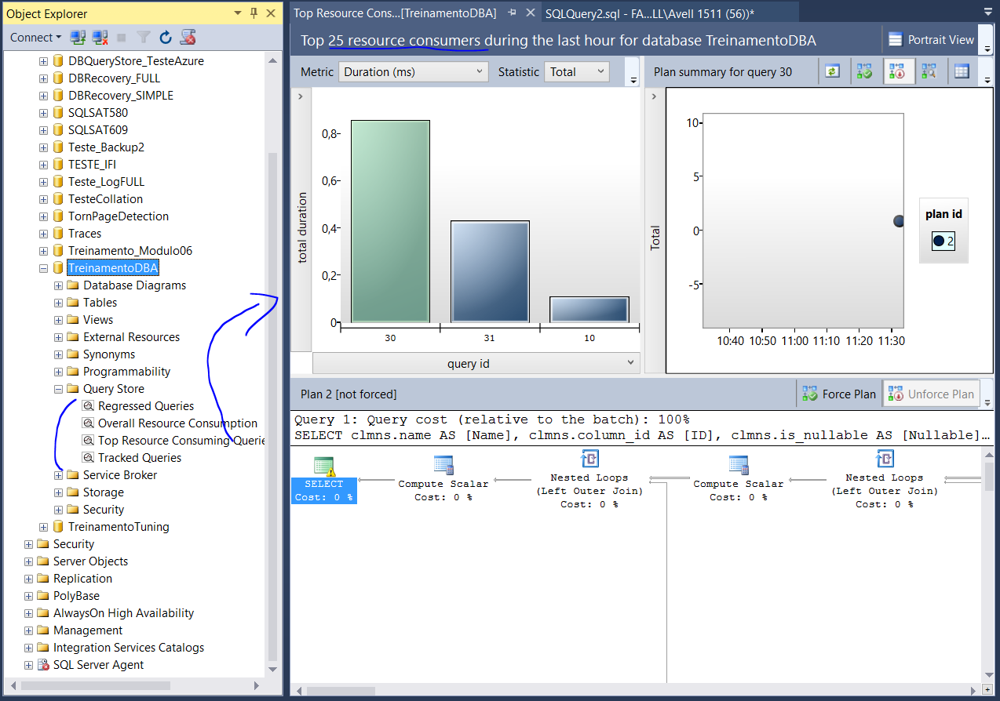 Object Explorer
Connect
DBQueryStore_TesteAzure
DBRecovery_FULL
DBRecovery_SIMPLE
SQLSAT580
SQLSAT609
Teste_Backup2
TESTE_IFI
Teste_LogFULL
TesteCollation
TornPageDetection
Traces
Treinamento_Modulo06
TreinamentoDBA
Database Diagrams
Tables
Views
External Resources
Synonyms
Programmability
Query Store
Regressed Queries
Overall Resource Consumption
Top Resource Consuming Querie
Tracked Queries
Service Broker
Storage
Security
TreinamentoTuning
Security
Server Objects
Replication
PolyBase
AlwaysOn High Availability
Management
Integration Services Catalogs
SQL Server Agent
Top Resource Cons...[TreinamentoDBA]
SQLQuery2.sql - FA...LL\Avell 1511 (56))*
Top 25 resource consumers during the last hour for database TreinamentoDBA
Portrait View
Metric Duration (ms) Statistic Total
total duration
0,8
0,6
0,4
0,2
0
30 31 10
query id
Plan summary for query 30
Total
10
5
0
-5
10:40 10:50 11:00 11:10 11:20 11:30
plan id
2
Plan 2 [not forced]
Force Plan
Unforce Plan
Query 1: Query cost (relative to the batch): 100%
SELECT clmns.name AS [Name], clmns.column_id AS [ID], clmns.is_nullable AS [Nullable]...
SELECT
Cost: 0 %
Compute Scalar
Cost: 0 %
Nested Loops
(Left Outer Join)
Cost: 0 %
Compute Scalar
Cost: 0 %
Nested Loops
(Left Outer Join)
Cost: 0 %